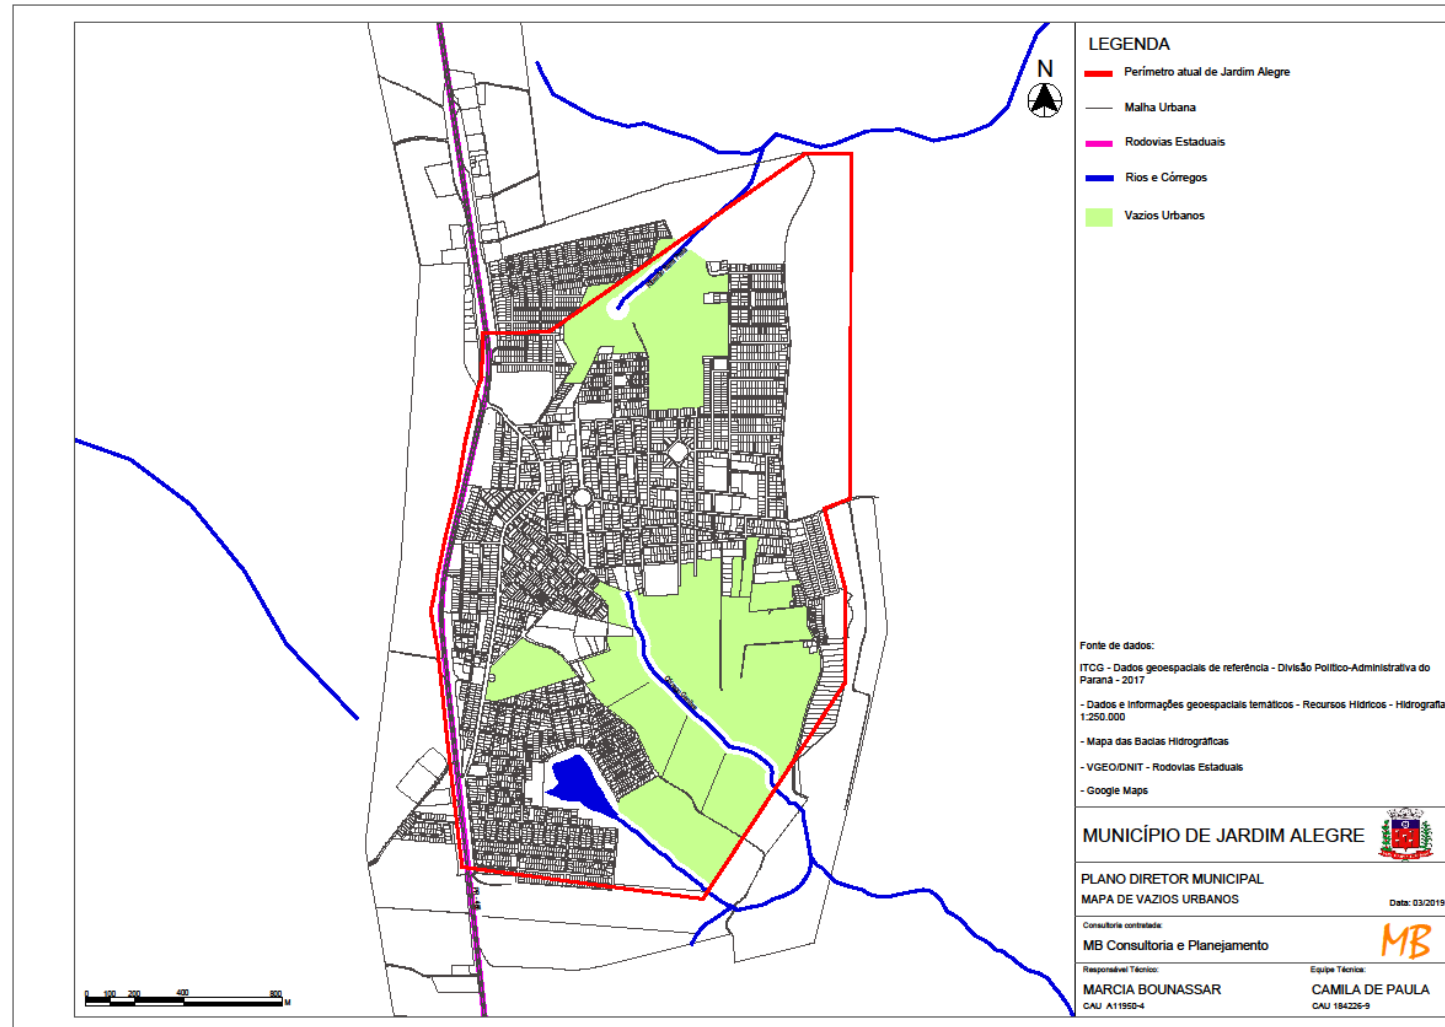 N
LEGENDA
Perímetro atual de Jardim Alegre
Malha Urbana
Rodovias Estaduais
Rios e Córregos
Vazios Urbanos
Fonte de dados:
ITCG - Dados geoespaciais de referência - Divisão Político-Administrativa do
Paraná - 2017
- Dados e informações geoespaciais temáticos - Recursos Hídricos - Hidrografia
1:250.000
- Mapa das Bacias Hidrográficas
- VGEO/DNIT - Rodovias Estaduais
- Google Maps
MUNICÍPIO DE JARDIM ALEGRE
PLANO DIRETOR MUNICIPAL
MAPA DE VAZIOS URBANOS
Data: 03/2019
Consultoria contratada:
MB Consultoria e Planejamento
MB
Responsável Técnico:
MARCIA BOUNASSAR
CAU A11950-4
Equipe Técnica:
CAMILA DE PAULA
CAU 184226-9
0 100 200 400 800
M